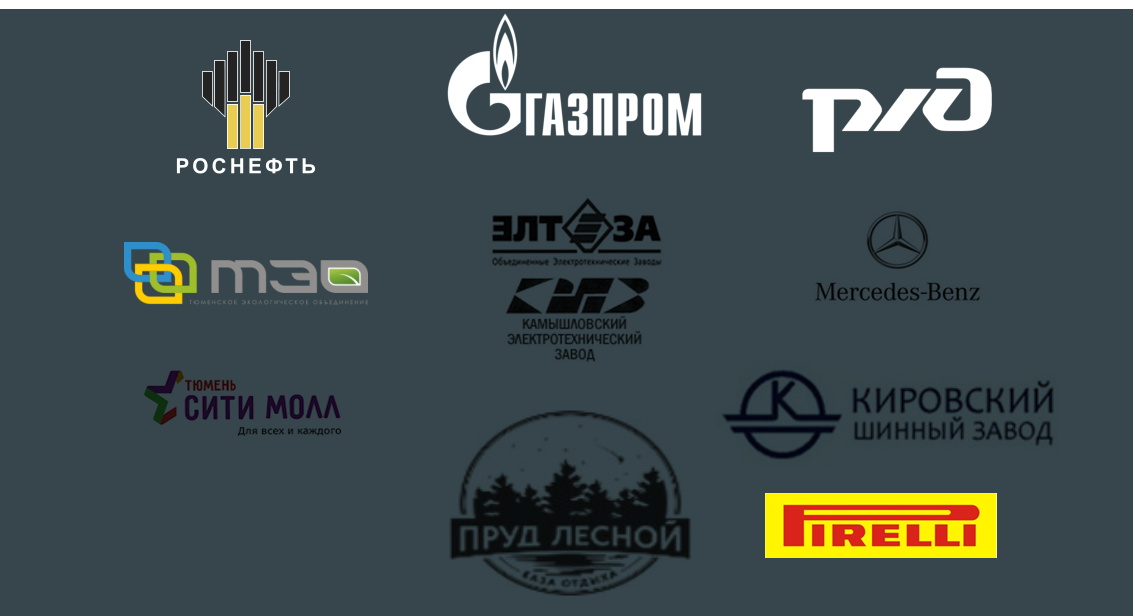 РОСНЕФТЬ
ГАЗПРОМ
РЖД
ТЭО
ТЮМЕНСКОЕ ЭКОЛОГИЧЕСКОЕ ОБЪЕДИНЕНИЕ
ЭЛТЕЗА
Объединенные Электротехнические Заводы
КЭТЗ
КАМЫШЛОВСКИЙ
ЭЛЕКТРОТЕХНИЧЕСКИЙ
ЗАВОД
Mercedes-Benz
ТЮМЕНЬ
СИТИ МОЛЛ
Для всех и каждого
К
КИРОВСКИЙ
ШИННЫЙ ЗАВОД
ПРУД ЛЕСНОЙ
БАЗА ОТДЫХА
PIRELLI